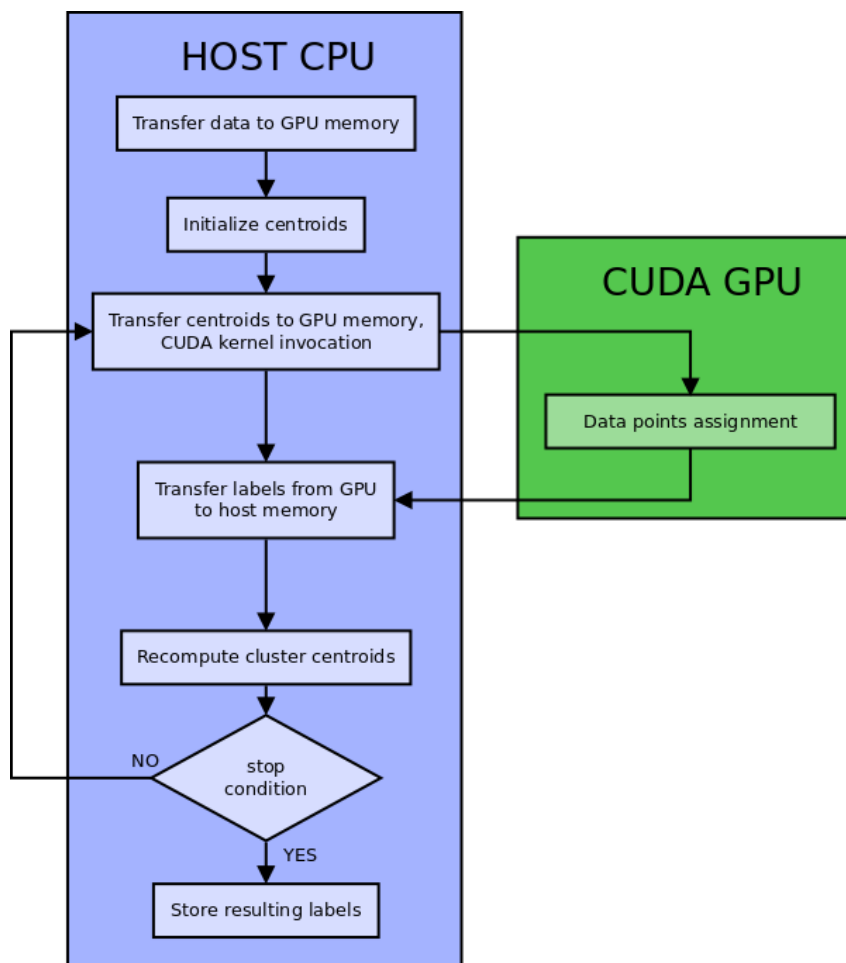 HOST CPU
Transfer data to GPU memory
Initialize centroids
CUDA GPU
Transfer centroids to GPU memory,
CUDA kernel invocation
Data points assignment
Transfer labels from GPU
to host memory
Recompute cluster centroids
NO
stop
condition
YES
Store resulting labels